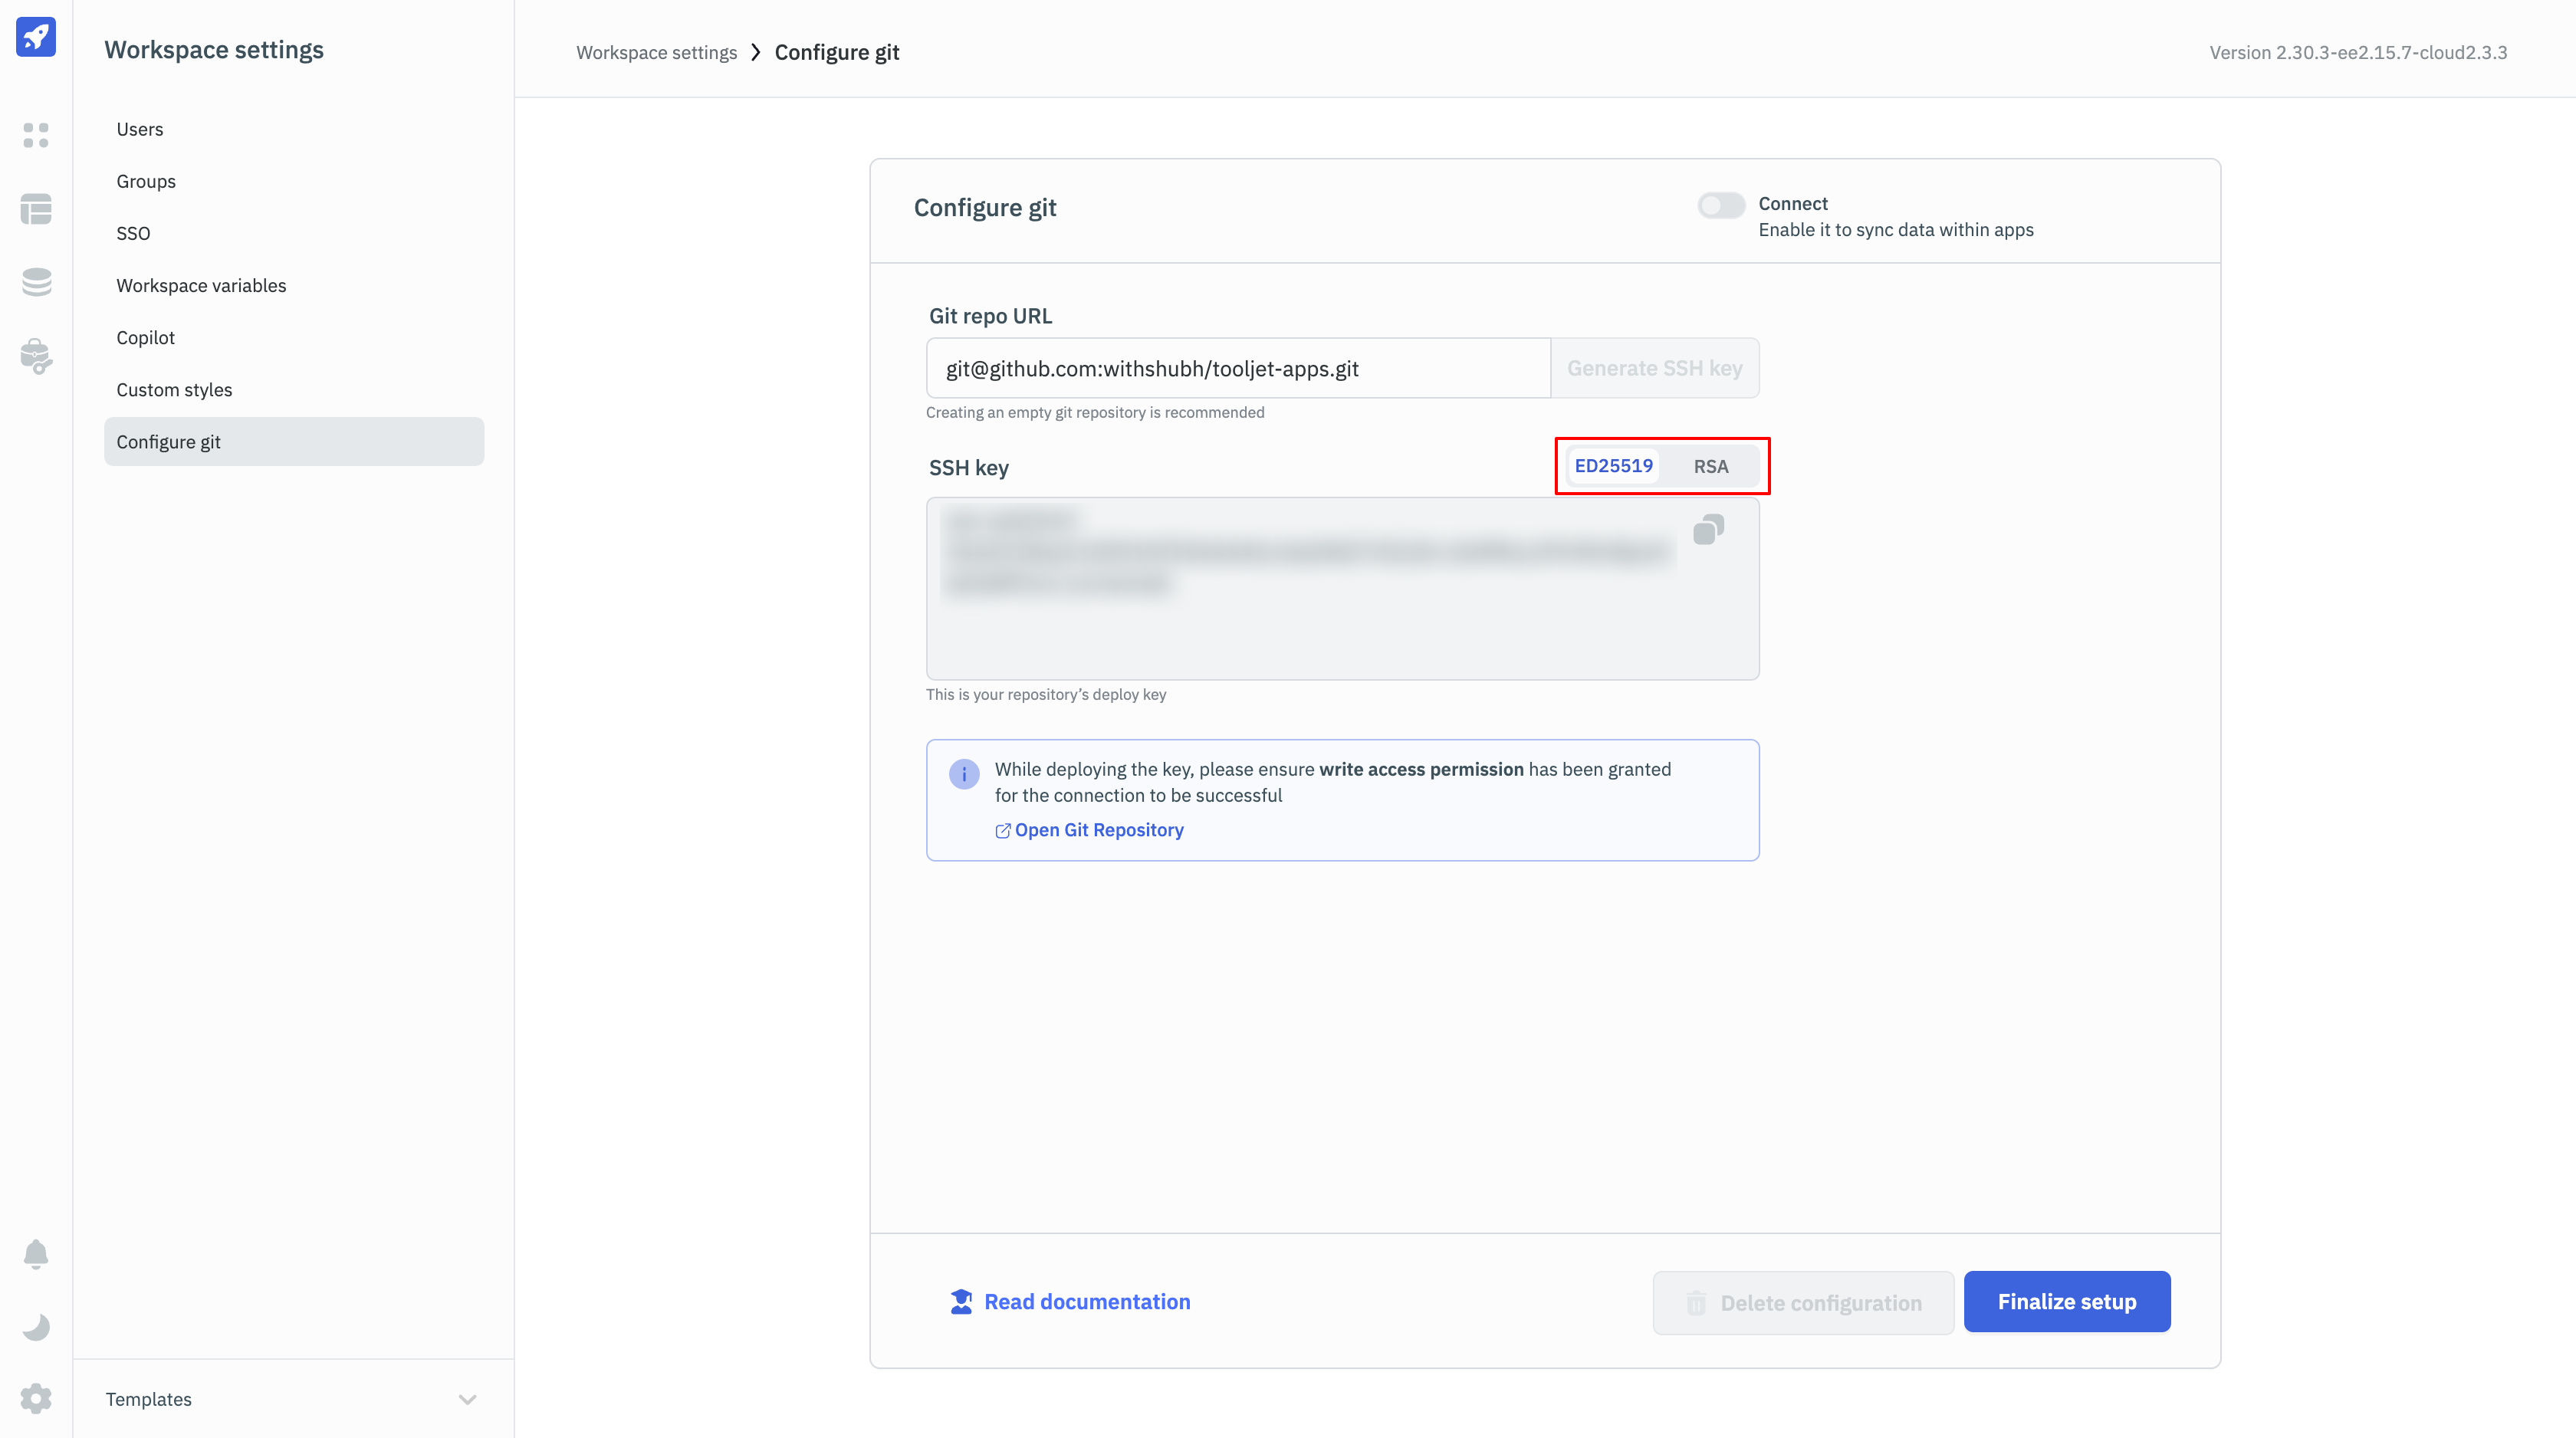 Workspace settings
Users
Groups
SSO
Workspace variables
Copilot
Custom styles
Configure git
Templates
Workspace settings > Configure git
Version 2.30.3-ee2.15.7-cloud2.3.3
Configure git
Connect
Enable it to sync data within apps
Git repo URL
git@github.com:withshubh/tooljet-apps.git
Generate SSH key
Creating an empty git repository is recommended
SSH key
ED25519 RSA
This is your repository’s deploy key
While deploying the key, please ensure write access permission has been granted
for the connection to be successful
Open Git Repository
Read documentation
Delete configuration
Finalize setup